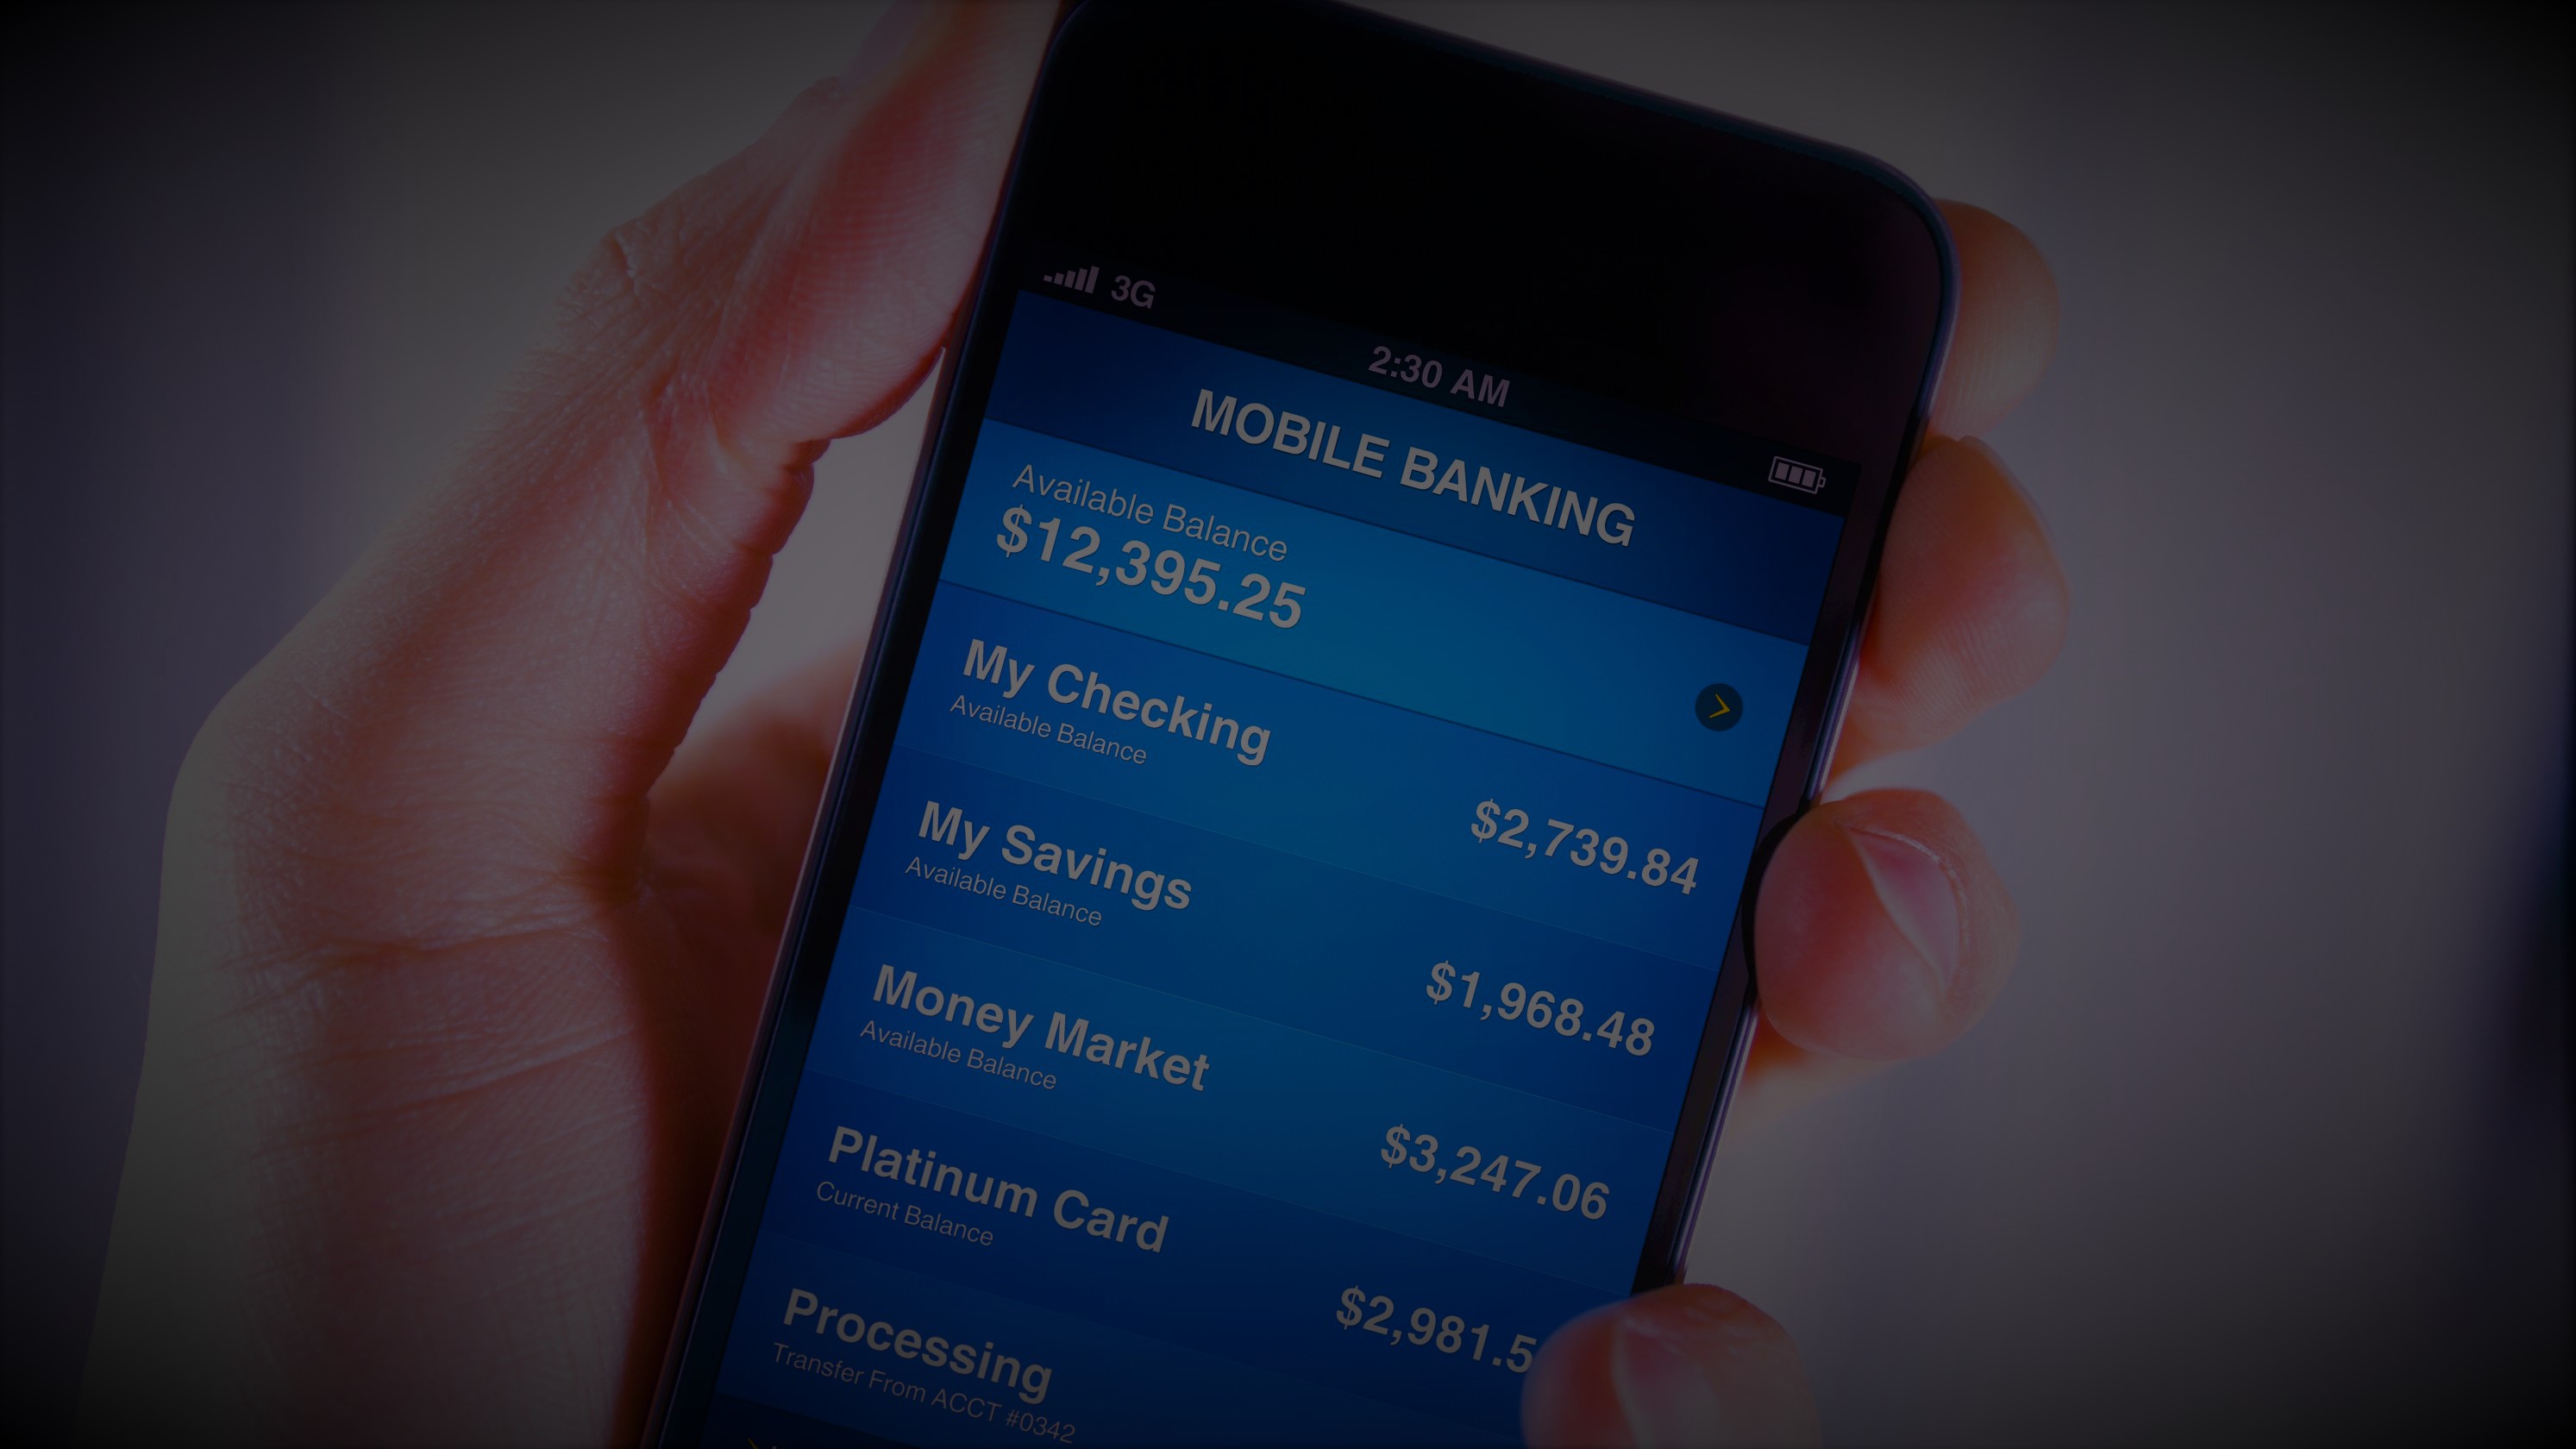 3G
2:30 AM
MOBILE BANKING
Available Balance
$12,395.25
My Checking
Available Balance
$2,739.84
My Savings
Available Balance
$1,968.48
Money Market
Available Balance
$3,247.06
Platinum Card
Current Balance
$2,981.5
Processing
Transfer From ACCT #0342